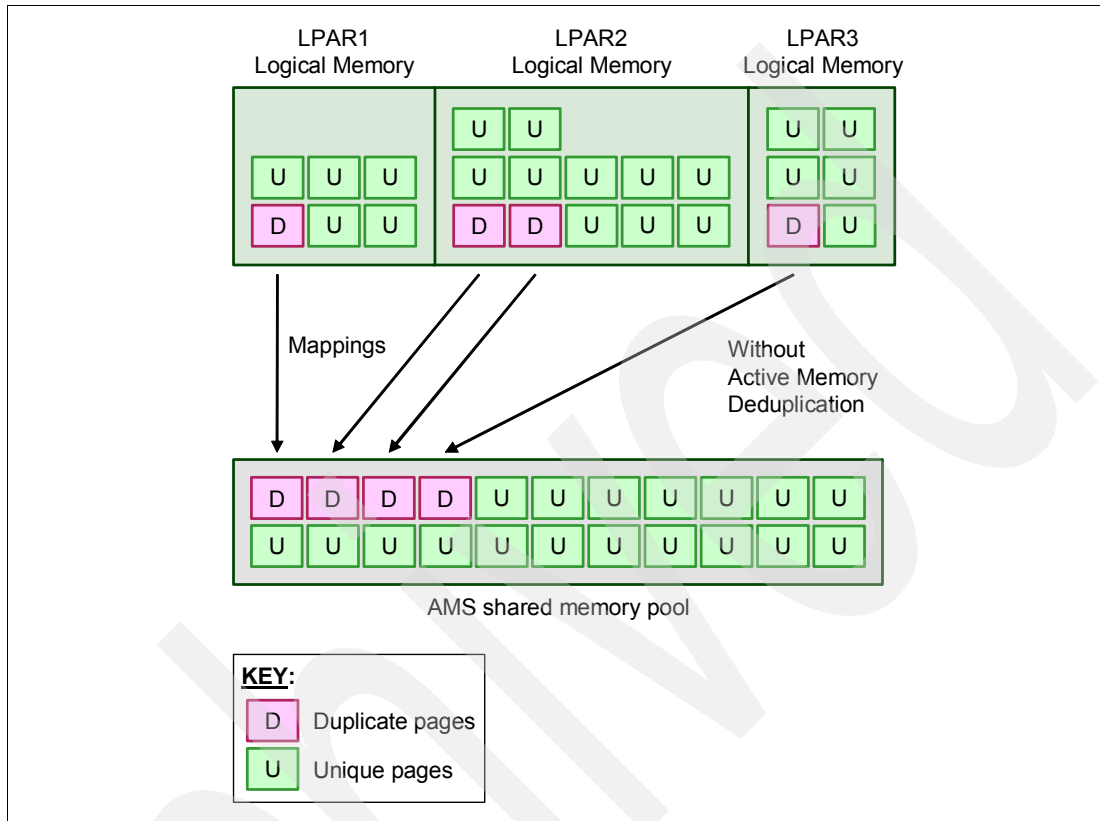 LPAR1 LPAR2 LPAR3
Logical Memory Logical Memory Logical Memory
U U U U
U U U U U U U U U U
D U U D D U U U D U
Mappings
Without
Active Memory
Deduplication
D D D D U U U U U U U
U U U U U U U U U U U
AMS shared memory pool
KEY:
D Duplicate pages
U Unique pages